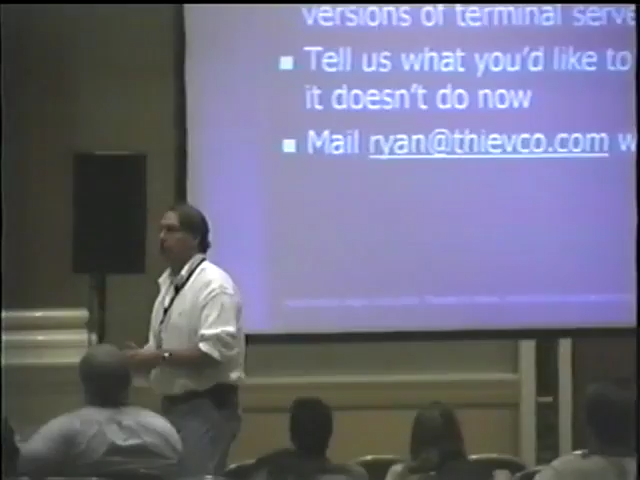 versions of terminal serve
Tell us what you'd like to
it doesn't do now
Mail ryan@thievco.com w